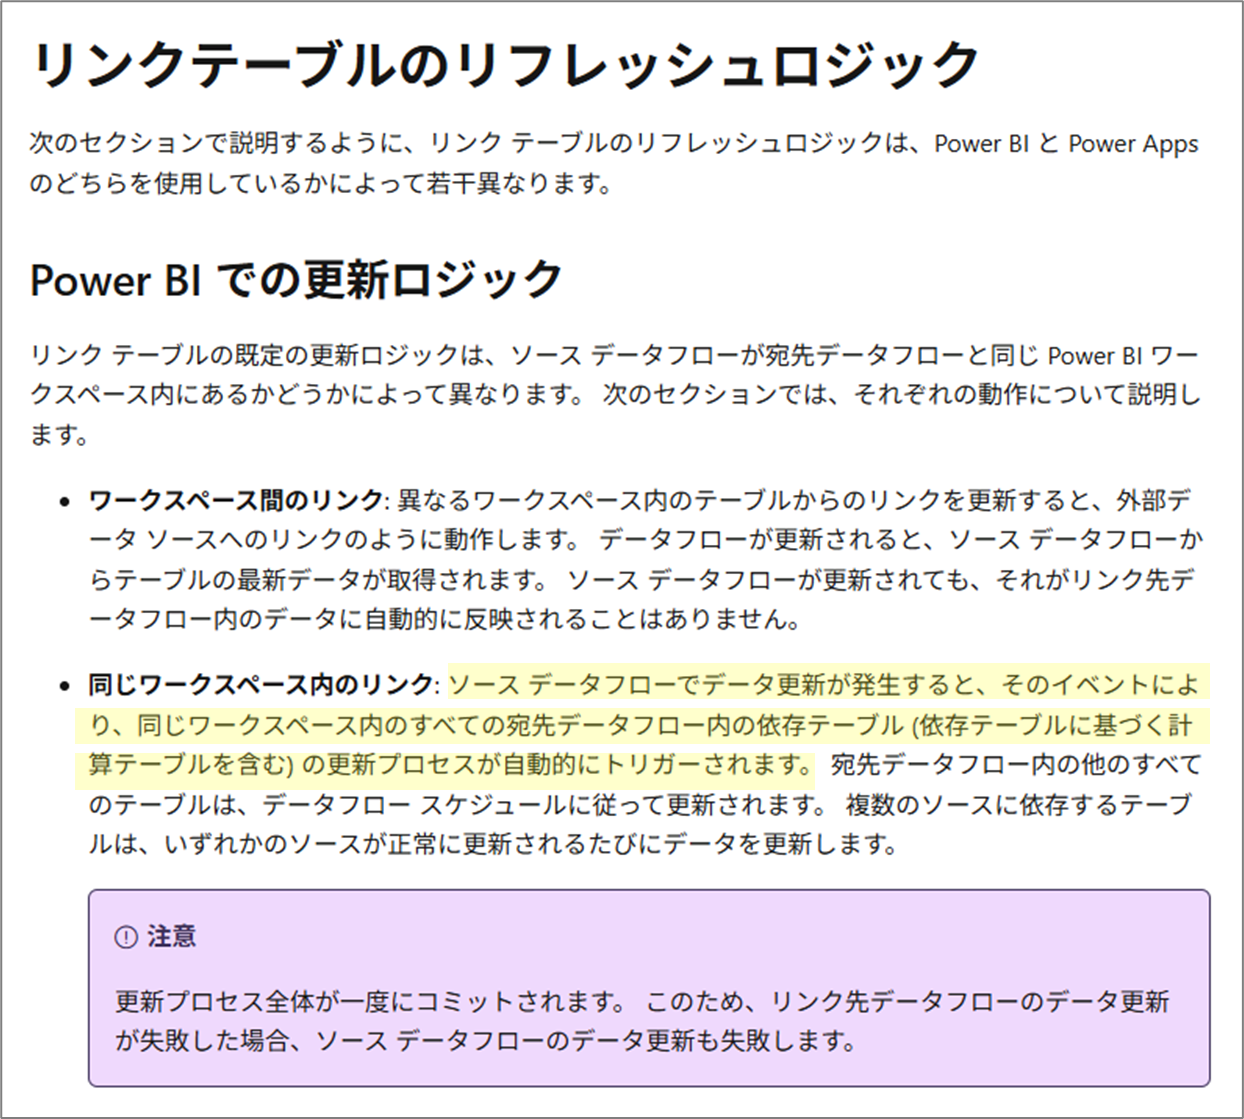 リンクテーブルのリフレッシュロジック
次のセクションで説明するように、リンク テーブルのリフレッシュロジックは、Power BI と Power Apps
のどちらを使用しているかによって若干異なります。
Power BI での更新ロジック
リンク テーブルの既定の更新ロジックは、ソース データフローが宛先データフローと同じ Power BI ワー
クスペース内にあるかどうかによって異なります。 次のセクションでは、それぞれの動作について説明し
ます。
• ワークスペース間のリンク: 異なるワークスペース内のテーブルからのリンクを更新すると、外部デ
ータ ソースへのリンクのように動作します。 データフローが更新されると、ソース データフローか
らテーブルの最新データが取得されます。 ソース データフローが更新されても、それがリンク先デ
ータフロー内のデータに自動的に反映されることはありません。
• 同じワークスペース内のリンク: ソース データフローでデータ更新が発生すると、そのイベントによ
り、同じワークスペース内のすべての宛先データフロー内の依存テーブル (依存テーブルに基づく計
算テーブルを含む) の更新プロセスが自動的にトリガーされます。 宛先データフロー内の他のすべて
のテーブルは、データフロー スケジュールに従って更新されます。 複数のソースに依存するテーブ
ルは、いずれかのソースが正常に更新されるたびにデータを更新します。
注意
更新プロセス全体が一度にコミットされます。 このため、リンク先データフローのデータ更新
が失敗した場合、ソース データフローのデータ更新も失敗します。